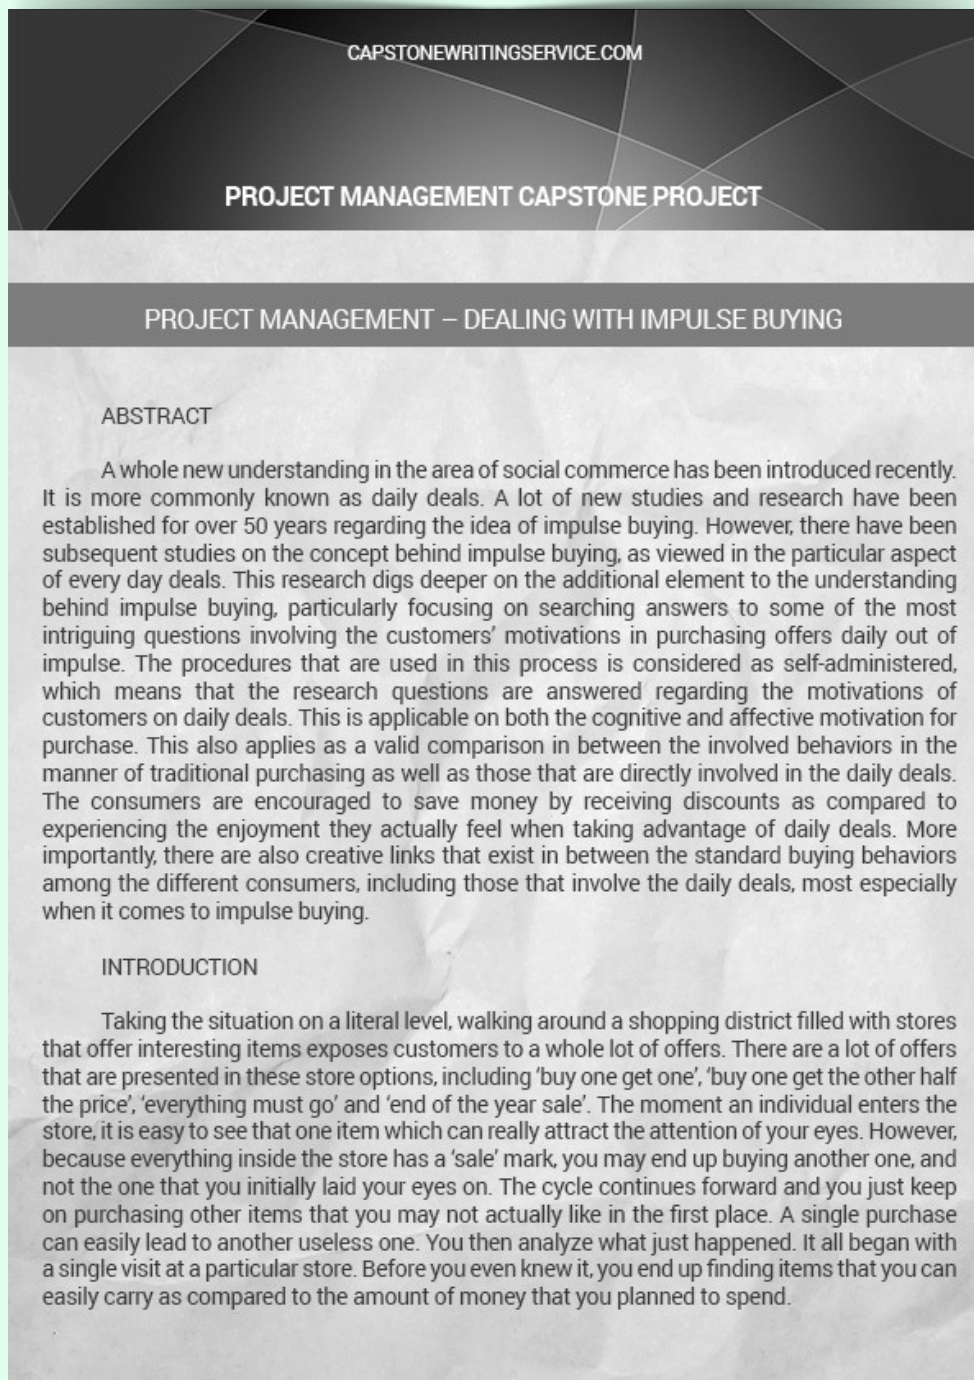 CAPSTONEWRITINGSERVICE.COM
PROJECT MANAGEMENT CAPSTONE PROJECT
PROJECT MANAGEMENT – DEALING WITH IMPULSE BUYING
ABSTRACT
A whole new understanding in the area of social commerce has been introduced recently.
It is more commonly known as daily deals. A lot of new studies and research have been
established for over 50 years regarding the idea of impulse buying. However, there have been
subsequent studies on the concept behind impulse buying, as viewed in the particular aspect
of every day deals. This research digs deeper on the additional element to the understanding
behind impulse buying, particularly focusing on searching answers to some of the most
intriguing questions involving the customers’ motivations in purchasing offers daily out of
impulse. The procedures that are used in this process is considered as self-administered,
which means that the research questions are answered regarding the motivations of
customers on daily deals. This is applicable on both the cognitive and affective motivation for
purchase. This also applies as a valid comparison in between the involved behaviors in the
manner of traditional purchasing as well as those that are directly involved in the daily deals.
The consumers are encouraged to save money by receiving discounts as compared to
experiencing the enjoyment they actually feel when taking advantage of daily deals. More
importantly, there are also creative links that exist in between the standard buying behaviors
among the different consumers, including those that involve the daily deals, most especially
when it comes to impulse buying.
INTRODUCTION
Taking the situation on a literal level, walking around a shopping district filled with stores
that offer interesting items exposes customers to a whole lot of offers. There are a lot of offers
that are presented in these store options, including ‘buy one get one’, ‘buy one get the other half
the price’, ‘everything must go’ and ‘end of the year sale’. The moment an individual enters the
store, it is easy to see that one item which can really attract the attention of your eyes. However,
because everything inside the store has a ‘sale’ mark, you may end up buying another one, and
not the one that you initially laid your eyes on. The cycle continues forward and you just keep
on purchasing other items that you may not actually like in the first place. A single purchase
can easily lead to another useless one. You then analyze what just happened. It all began with
a single visit at a particular store. Before you even knew it, you end up finding items that you can
easily carry as compared to the amount of money that you planned to spend.